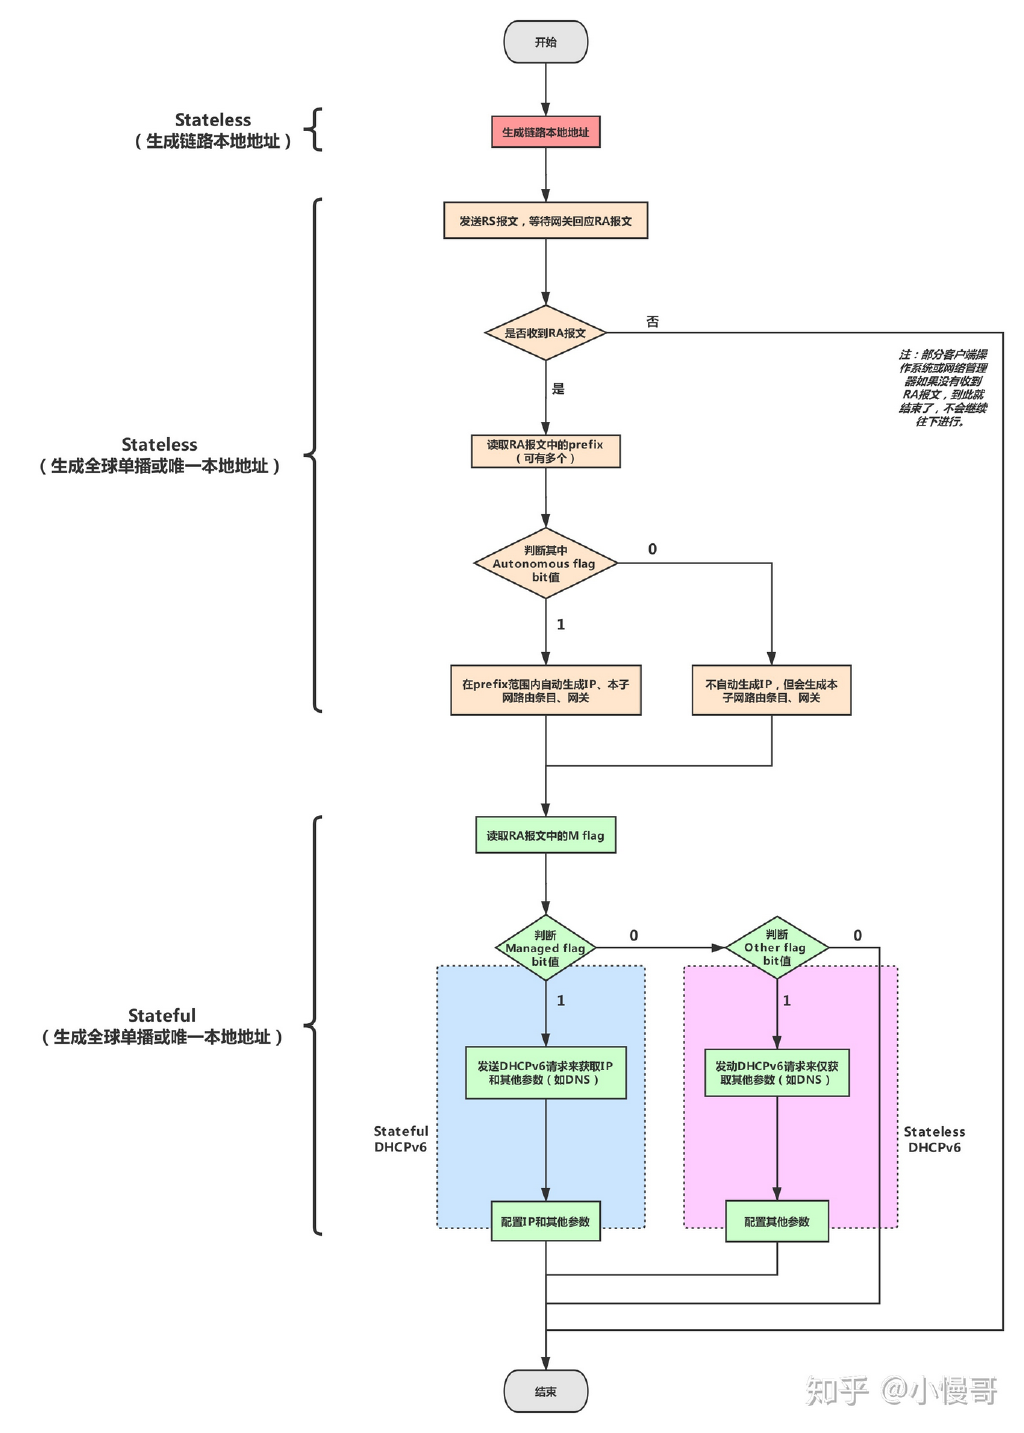 开始
Stateless
（生成链路本地地址）
生成链路本地地址
发送RS报文，等待网关回应RA报文
是否收到RA报文
否
注：部分客户端操
作系统或网络管理
器如果没有收到
RA报文，到此就
结束了，不会继续
往下进行。
是
Stateless
（生成全球单播或唯一本地地址）
读取RA报文中的prefix
（可有多个）
判断其中
Autonomous flag
bit值
0
1
在prefix范围内自动生成IP、本子
网路由条目、网关
不自动生成IP，但会生成本
子网路由条目、网关
读取RA报文中的M flag
判断
Managed flag
bit值
0
判断
Other flag
bit值
0
1
1
Stateful
（生成全球单播或唯一本地地址）
发送DHCPv6请求来获取IP
和其他参数（如DNS）
发动DHCPv6请求来仅获
取其他参数（如DNS）
Stateful
DHCPv6
Stateless
DHCPv6
配置IP和其他参数
配置其他参数
结束
知乎 @小慢哥